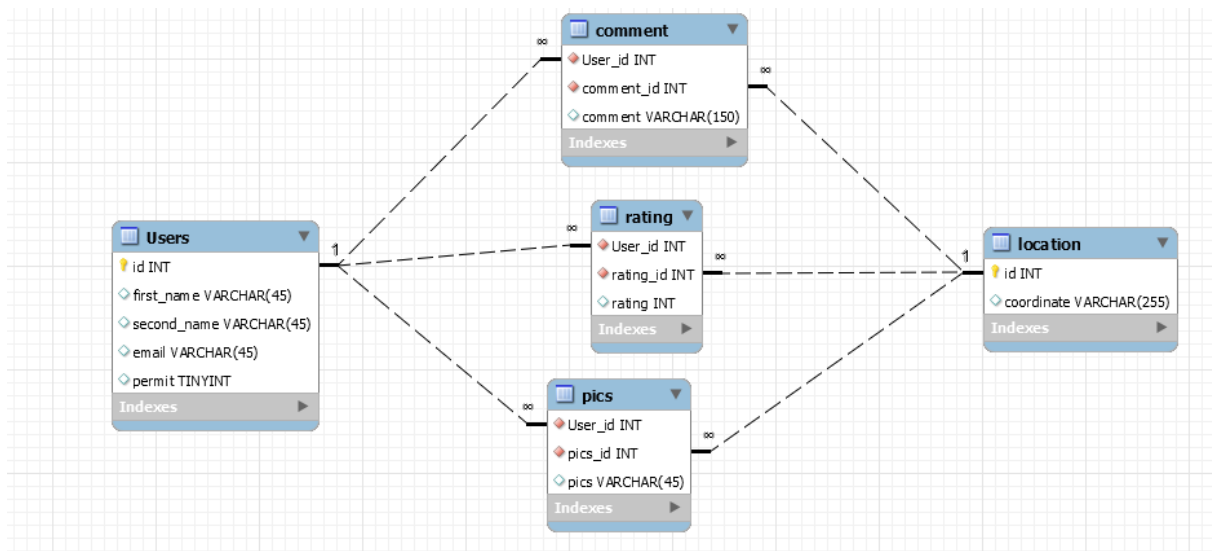 comment
User_id INT
comment_id INT
comment VARCHAR(150)
Indexes
∞
∞
rating
User_id INT
rating_id INT
rating INT
Indexes
∞
∞
Users
id INT
first_name VARCHAR(45)
second_name VARCHAR(45)
email VARCHAR(45)
permit TINYINT
Indexes
1
location
id INT
coordinate VARCHAR(255)
Indexes
1
pics
User_id INT
pics_id INT
pics VARCHAR(45)
Indexes
∞
∞